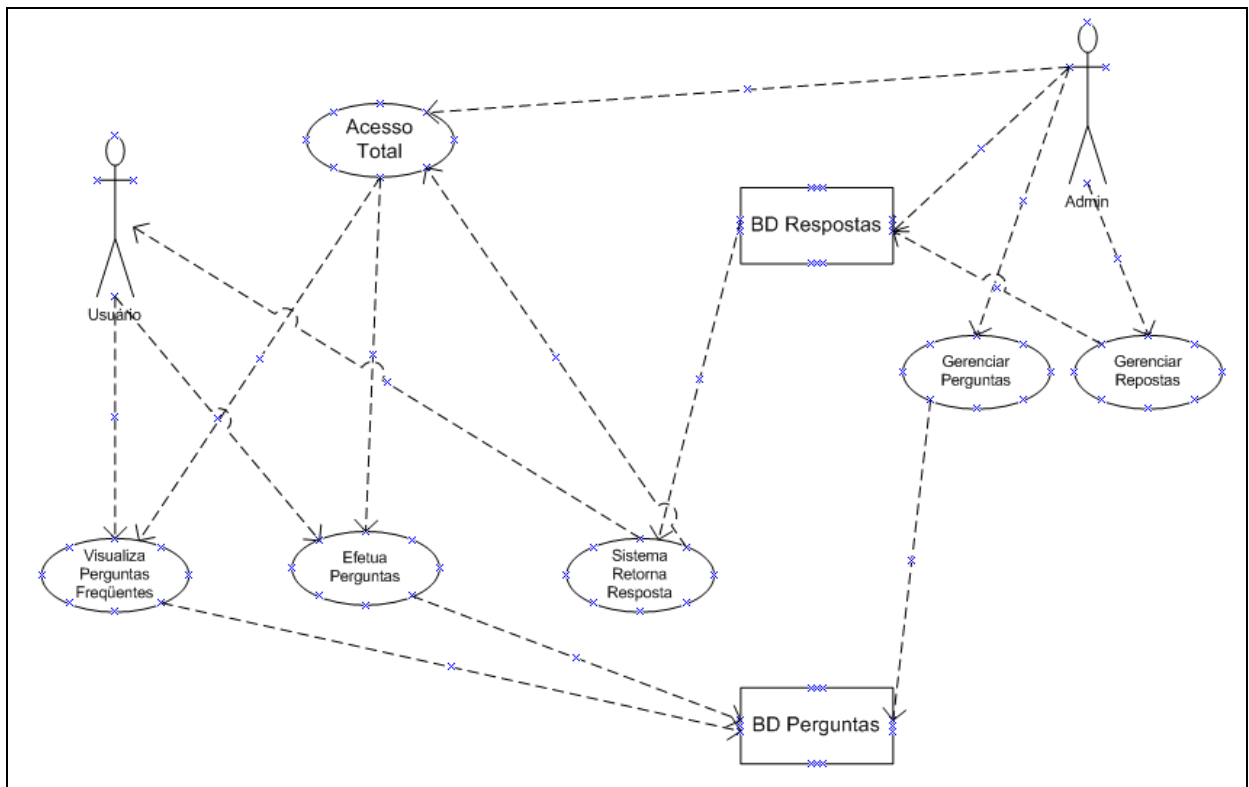 Acesso
Total
Usuário
Admin
BD Respostas
Gerenciar
Perguntas
Gerenciar
Repostas
Visualiza
Perguntas
Freqüentes
Efetua
Perguntas
Sistema
Retorna
Resposta
BD Perguntas